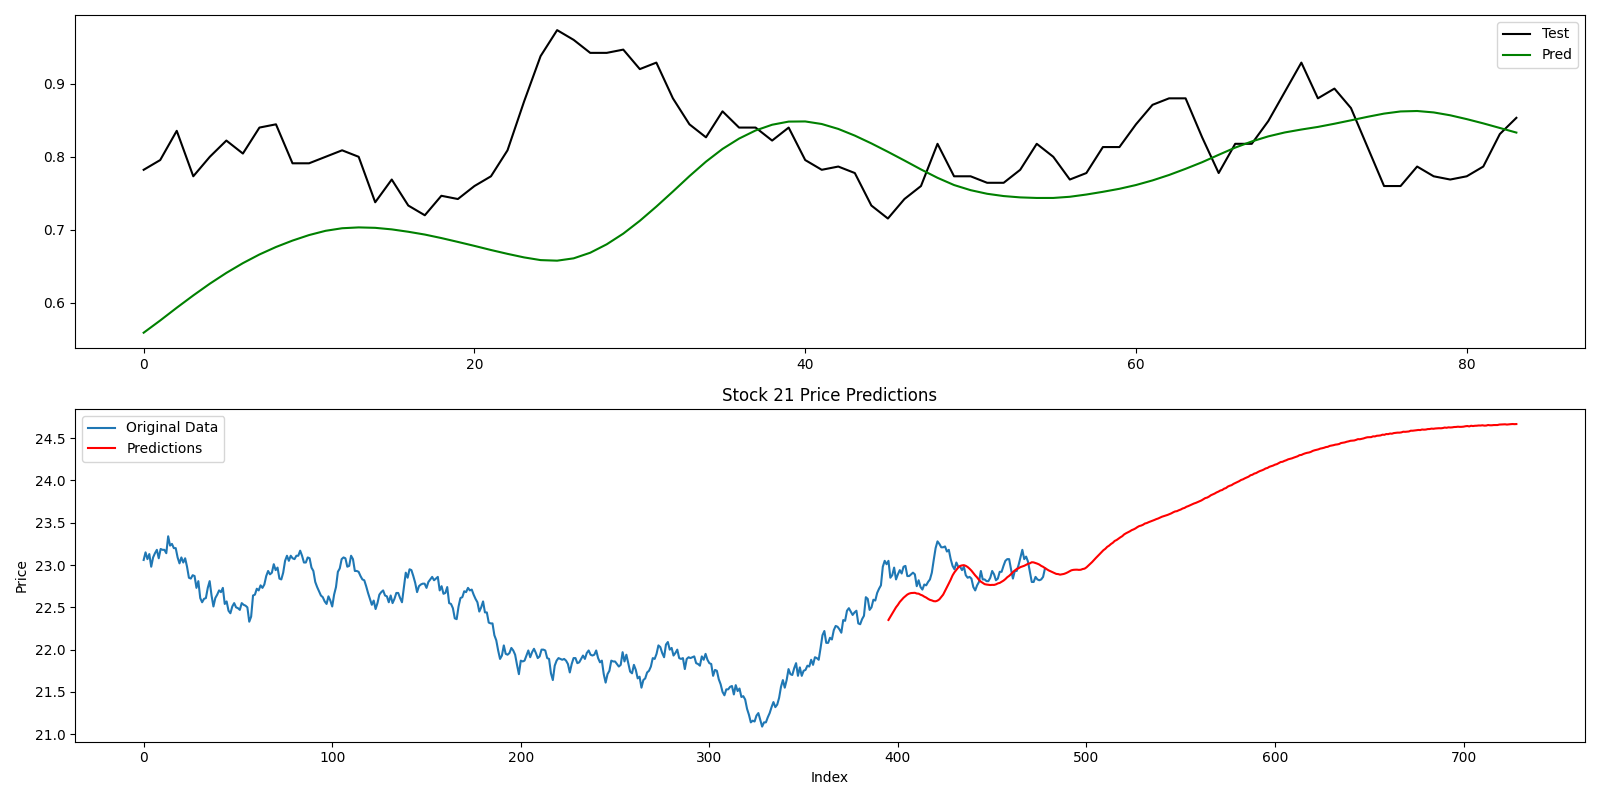 Test
Pred
0.9
0.8
0.7
0.6
0 20 40 60 80
Stock 21 Price Predictions
Original Data
Predictions
24.5
24.0
23.5
23.0
22.5
22.0
21.5
21.0
Price
0 100 200 300 400 500 600 700
Index